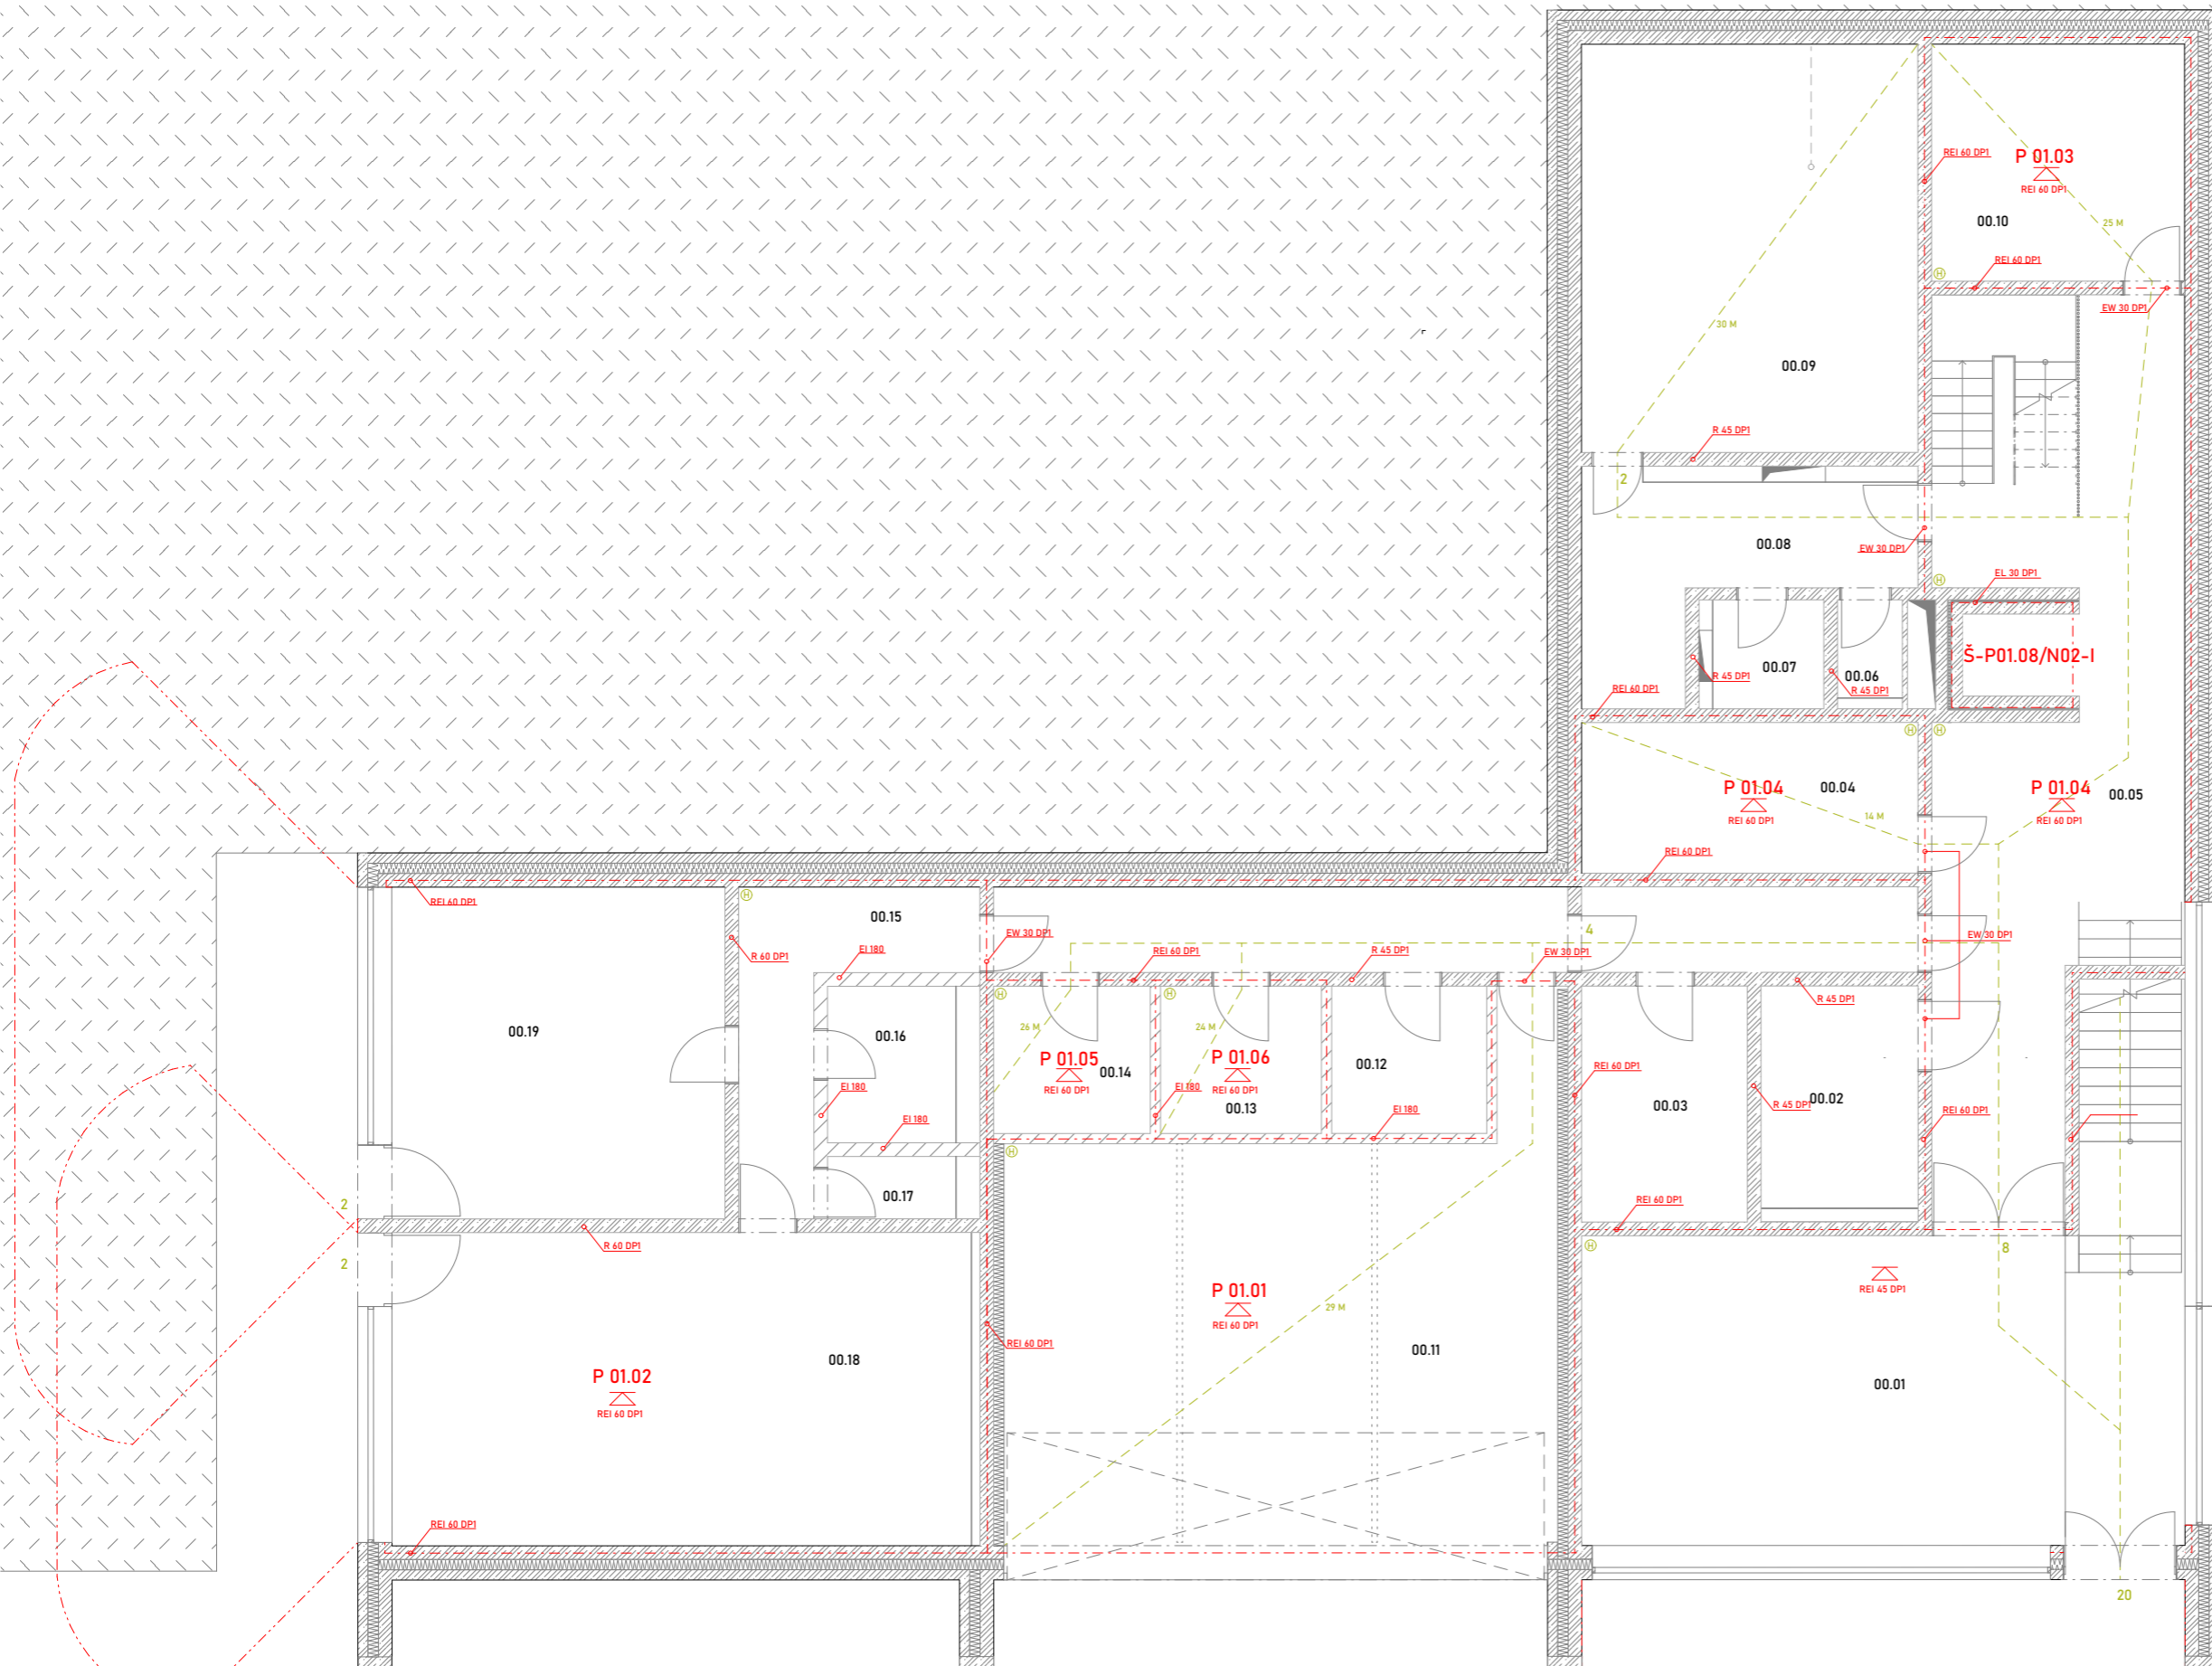 P 01.03
REI 60 DP1
REI 60 DP1
00.10
25 M
H
REI 60 DP1
EW 30 DP1
30 M
00.09
R 45 DP1
2
00.08
EW 30 DP1
H
EL 30 DP1
00.07
00.06
R 45 DP1
R 45 DP1
Š-P01.08/N02-I
REI 60 DP1
H
H
P 01.04
REI 60 DP1
00.04
14 M
P 01.04
REI 60 DP1
00.05
REI 60 DP1
REI 60 DP1
H
00.15
R 60 DP1
EI 180
EW 30 DP1
REI 60 DP1
R 45 DP1
EW 30 DP1
4
EW 30 DP1
H
H
R 45 DP1
00.19
00.16
26 M
24 M
P 01.05
REI 60 DP1
00.14
P 01.06
REI 60 DP1
00.12
REI 60 DP1
EI 180
EI 180
00.13
EI 180
EI 180
00.03
R 45 DP1
00.02
REI 60 DP1
H
00.17
2
REI 60 DP1
R 60 DP1
H
8
2
P 01.01
REI 60 DP1
29 M
REI 45 DP1
REI 60 DP1
00.18
00.11
P 01.02
REI 60 DP1
00.01
REI 60 DP1
20